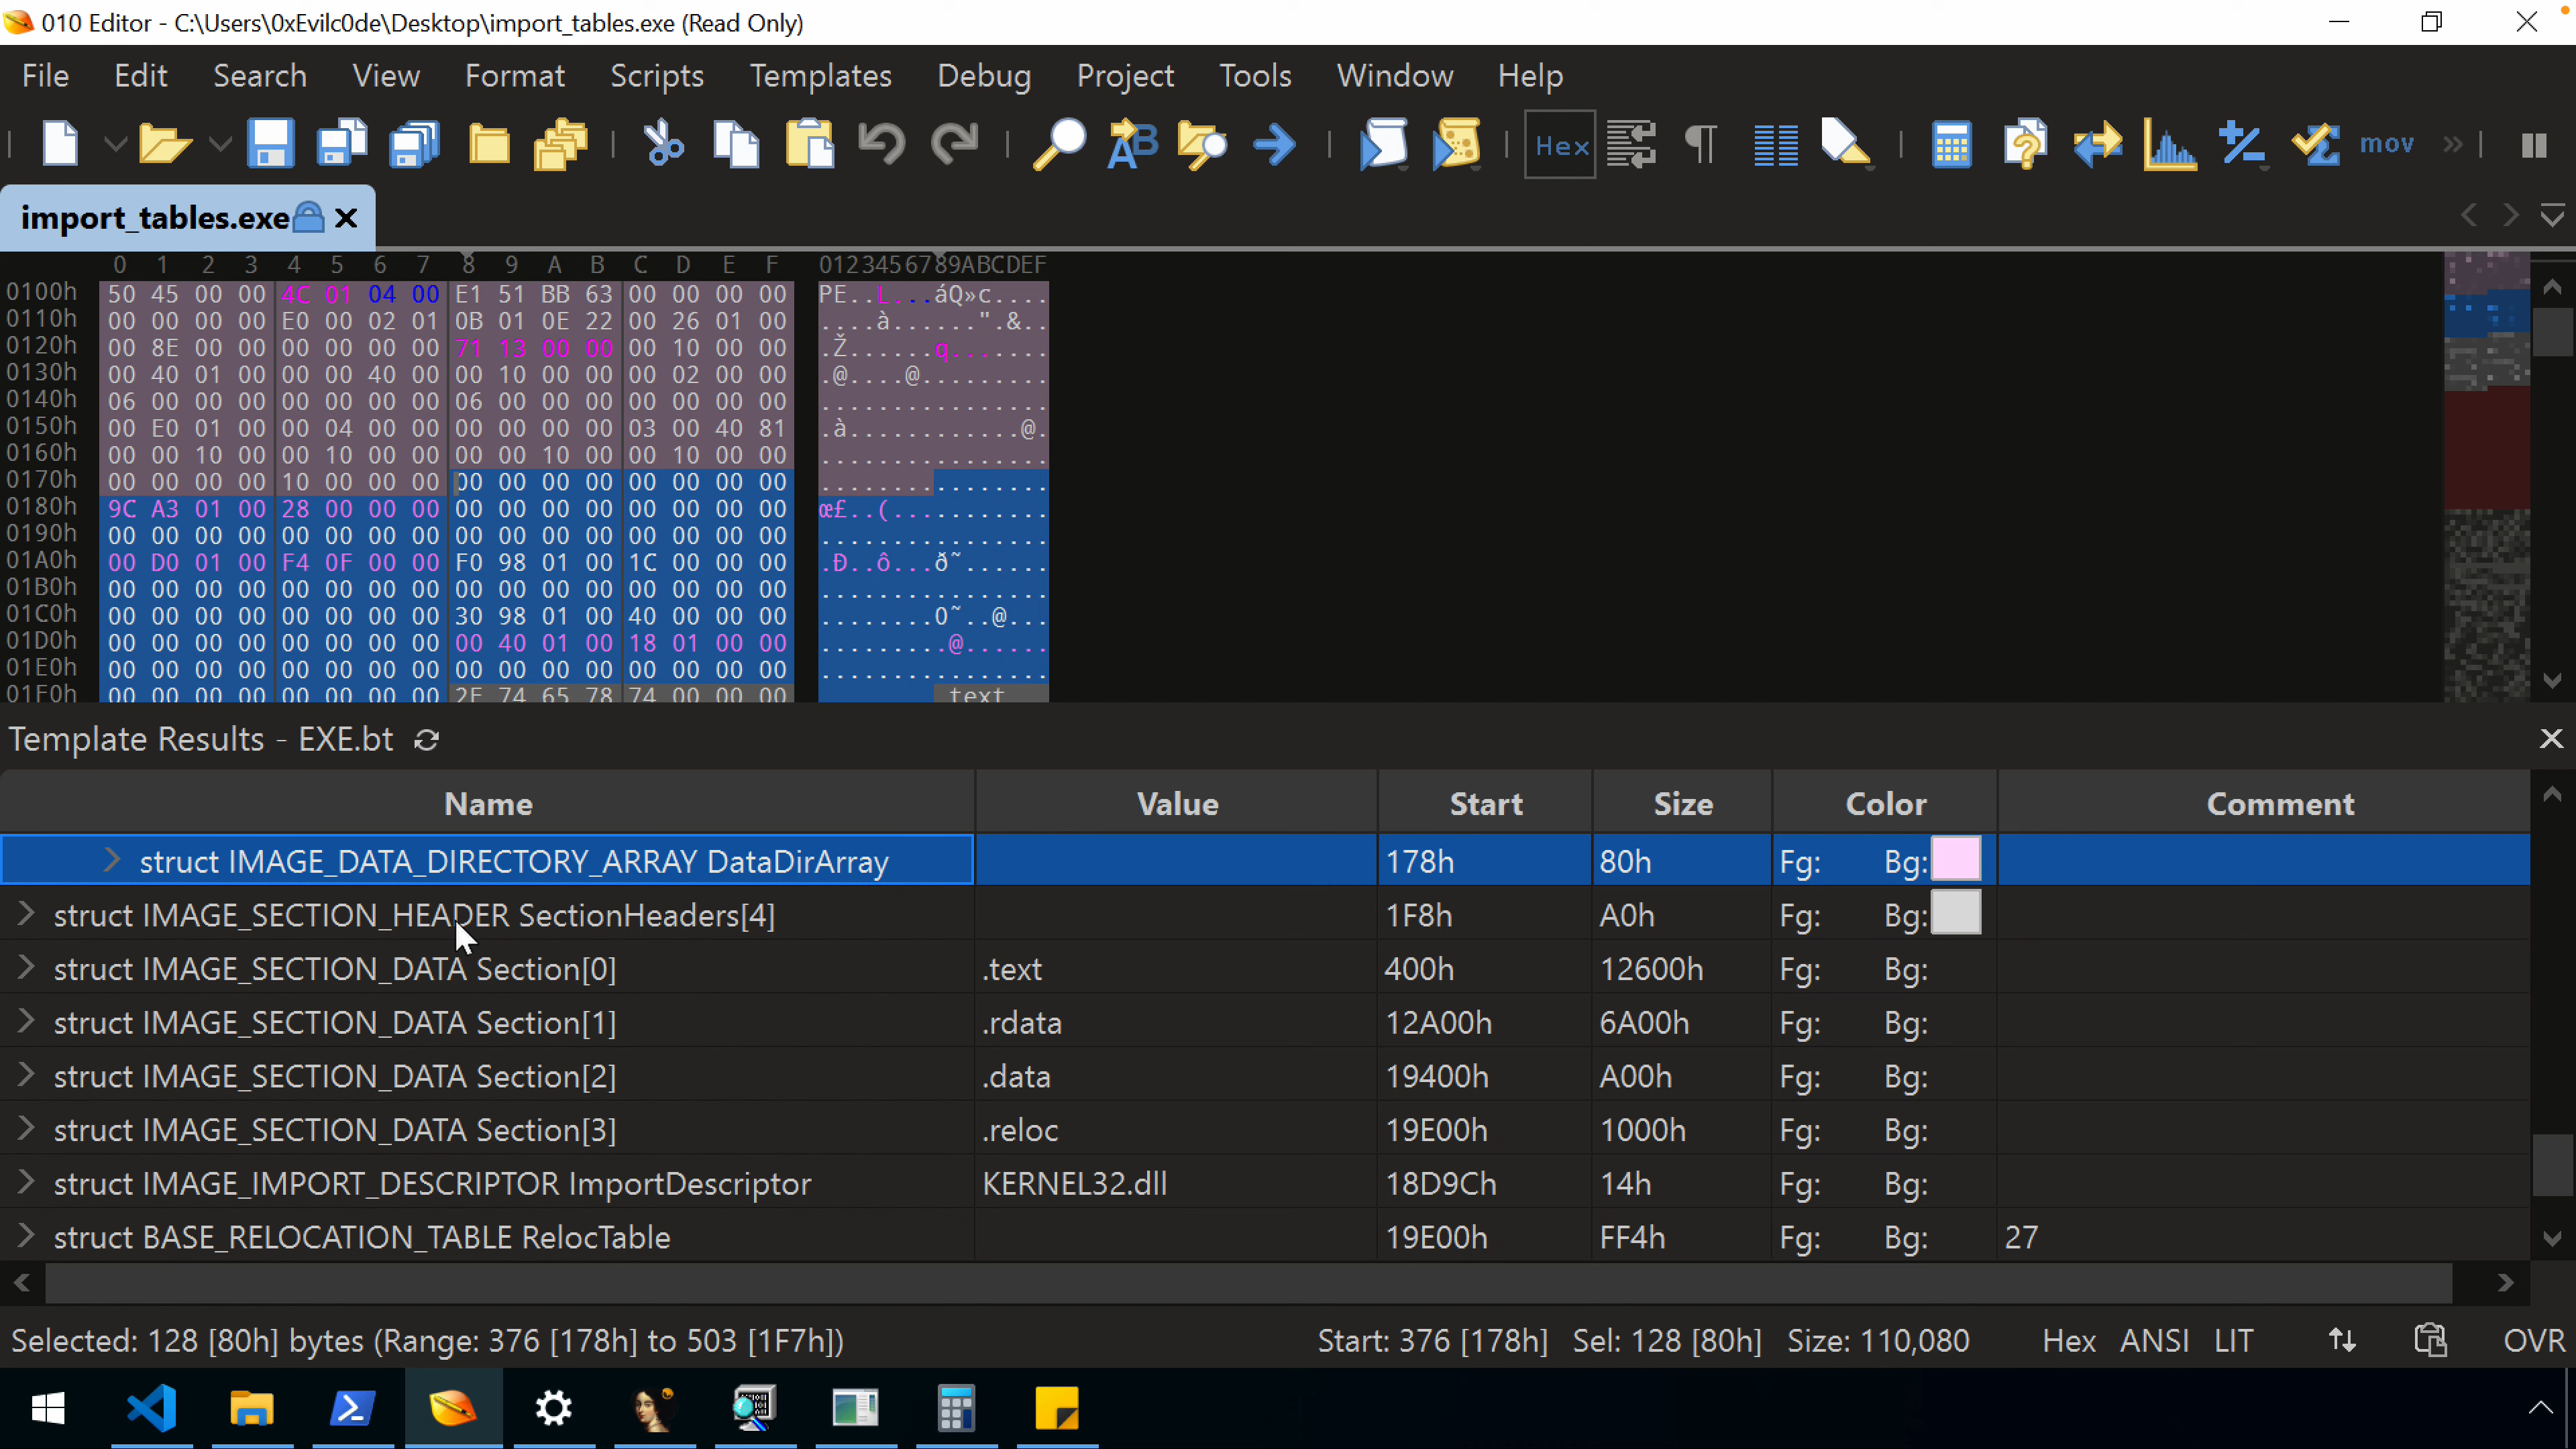 010 Editor - C:\Users\0xEvilc0de\Desktop\import_tables.exe (Read Only)
File Edit Search View Format Scripts Templates Debug Project Tools Window Help
Hex mov »
import_tables.exe
0 1 2 3 4 5 6 7 8 9 A B C D E F 0123456789ABCDEF
0100h 50 45 00 00 4C 01 04 00 E1 51 BB 63 00 00 00 00 PE..L...áQ»c....
0110h 00 00 00 00 E0 00 02 01 0B 01 0E 22 00 26 01 00 ....à......".&..
0120h 00 8E 00 00 00 00 00 00 71 13 00 00 00 10 00 00 .Ž......q.......
0130h 00 40 01 00 00 00 40 00 00 10 00 00 00 02 00 00 .@....@.........
0140h 06 00 00 00 00 00 00 00 06 00 00 00 00 00 00 00 ................
0150h 00 E0 01 00 00 04 00 00 00 00 00 00 03 00 40 81 .à............@.
0160h 00 00 10 00 00 10 00 00 00 00 10 00 00 10 00 00 ................
0170h 00 00 00 00 10 00 00 00 00 00 00 00 00 00 00 00 ................
0180h 9C A3 01 00 28 00 00 00 00 00 00 00 00 00 00 00 œ£..(...........
0190h 00 00 00 00 00 00 00 00 00 00 00 00 00 00 00 00 ................
01A0h 00 D0 01 00 F4 0F 00 00 F0 98 01 00 1C 00 00 00 .Ð..ô...ð˜......
01B0h 00 00 00 00 00 00 00 00 00 00 00 00 00 00 00 00 ................
01C0h 00 00 00 00 00 00 00 00 30 98 01 00 40 00 00 00 ........0˜..@...
01D0h 00 00 00 00 00 00 00 00 00 40 01 00 18 01 00 00 .........@......
01E0h 00 00 00 00 00 00 00 00 00 00 00 00 00 00 00 00 ................
01F0h 00 00 00 00 00 00 00 00 2E 74 65 78 74 00 00 00 text
Template Results - EXE.bt
Name Value Start Size Color Comment
struct IMAGE_DATA_DIRECTORY_ARRAY DataDirArray 178h 80h Fg: Bg:
struct IMAGE_SECTION_HEADER SectionHeaders[4] 1F8h A0h Fg: Bg:
struct IMAGE_SECTION_DATA Section[0] .text 400h 12600h Fg: Bg:
struct IMAGE_SECTION_DATA Section[1] .rdata 12A00h 6A00h Fg: Bg:
struct IMAGE_SECTION_DATA Section[2] .data 19400h A00h Fg: Bg:
struct IMAGE_SECTION_DATA Section[3] .reloc 19E00h 1000h Fg: Bg:
struct IMAGE_IMPORT_DESCRIPTOR ImportDescriptor KERNEL32.dll 18D9Ch 14h Fg: Bg:
struct BASE_RELOCATION_TABLE RelocTable 19E00h FF4h Fg: Bg: 27
Selected: 128 [80h] bytes (Range: 376 [178h] to 503 [1F7h]) Start: 376 [178h] Sel: 128 [80h] Size: 110,080 Hex ANSI LIT OVR